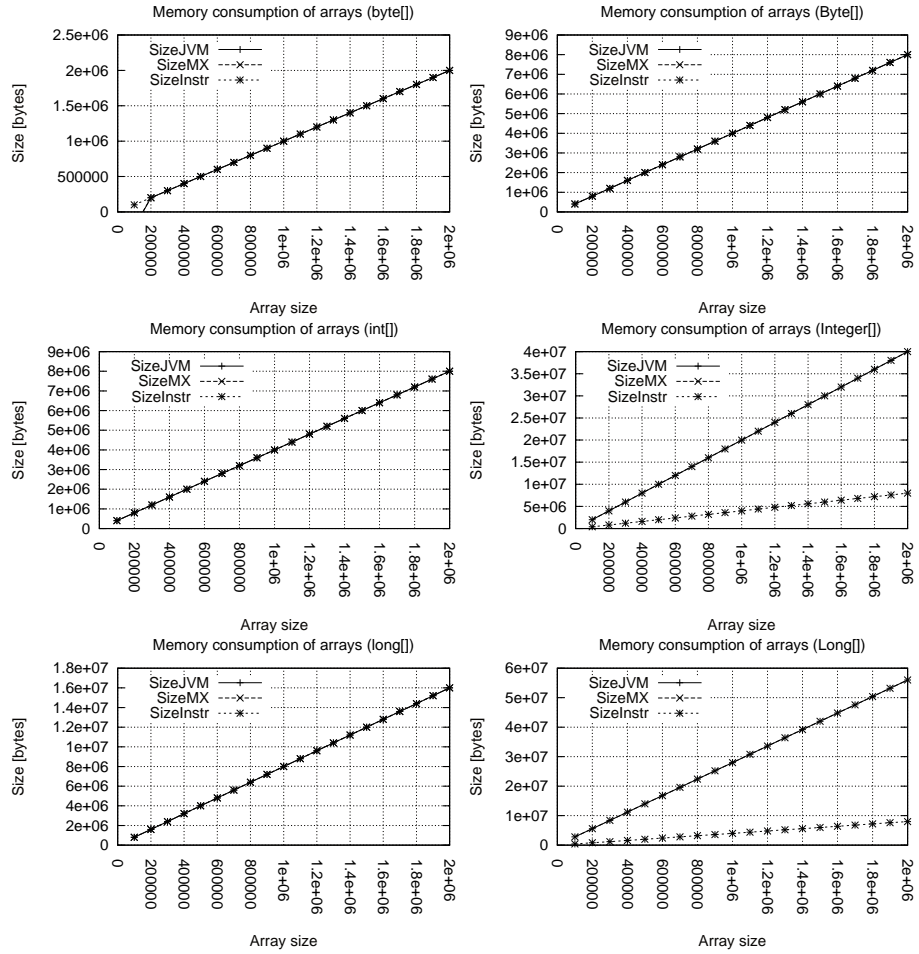 Memory consumption of arrays (byte[])
Size [bytes]
2.5e+06
2e+06
1.5e+06
1e+06
500000
0
SizeJVM
SizeMX
SizeInstr
0
200000
400000
600000
800000
1e+06
1.2e+06
1.4e+06
1.6e+06
1.8e+06
2e+06
Array size
Memory consumption of arrays (Byte[])
Size [bytes]
9e+06
8e+06
7e+06
6e+06
5e+06
4e+06
3e+06
2e+06
1e+06
0
SizeJVM
SizeMX
SizeInstr
0
200000
400000
600000
800000
1e+06
1.2e+06
1.4e+06
1.6e+06
1.8e+06
2e+06
Array size
Memory consumption of arrays (int[])
Size [bytes]
9e+06
8e+06
7e+06
6e+06
5e+06
4e+06
3e+06
2e+06
1e+06
0
SizeJVM
SizeMX
SizeInstr
0
200000
400000
600000
800000
1e+06
1.2e+06
1.4e+06
1.6e+06
1.8e+06
2e+06
Array size
Memory consumption of arrays (Integer[])
Size [bytes]
4e+07
3.5e+07
3e+07
2.5e+07
2e+07
1.5e+07
1e+07
5e+06
0
SizeJVM
SizeMX
SizeInstr
0
200000
400000
600000
800000
1e+06
1.2e+06
1.4e+06
1.6e+06
1.8e+06
2e+06
Array size
Memory consumption of arrays (long[])
Size [bytes]
1.8e+07
1.6e+07
1.4e+07
1.2e+07
1e+07
8e+06
6e+06
4e+06
2e+06
0
SizeJVM
SizeMX
SizeInstr
0
200000
400000
600000
800000
1e+06
1.2e+06
1.4e+06
1.6e+06
1.8e+06
2e+06
Array size
Memory consumption of arrays (Long[])
Size [bytes]
6e+07
5e+07
4e+07
3e+07
2e+07
1e+07
0
SizeJVM
SizeMX
SizeInstr
0
200000
400000
600000
800000
1e+06
1.2e+06
1.4e+06
1.6e+06
1.8e+06
2e+06
Array size